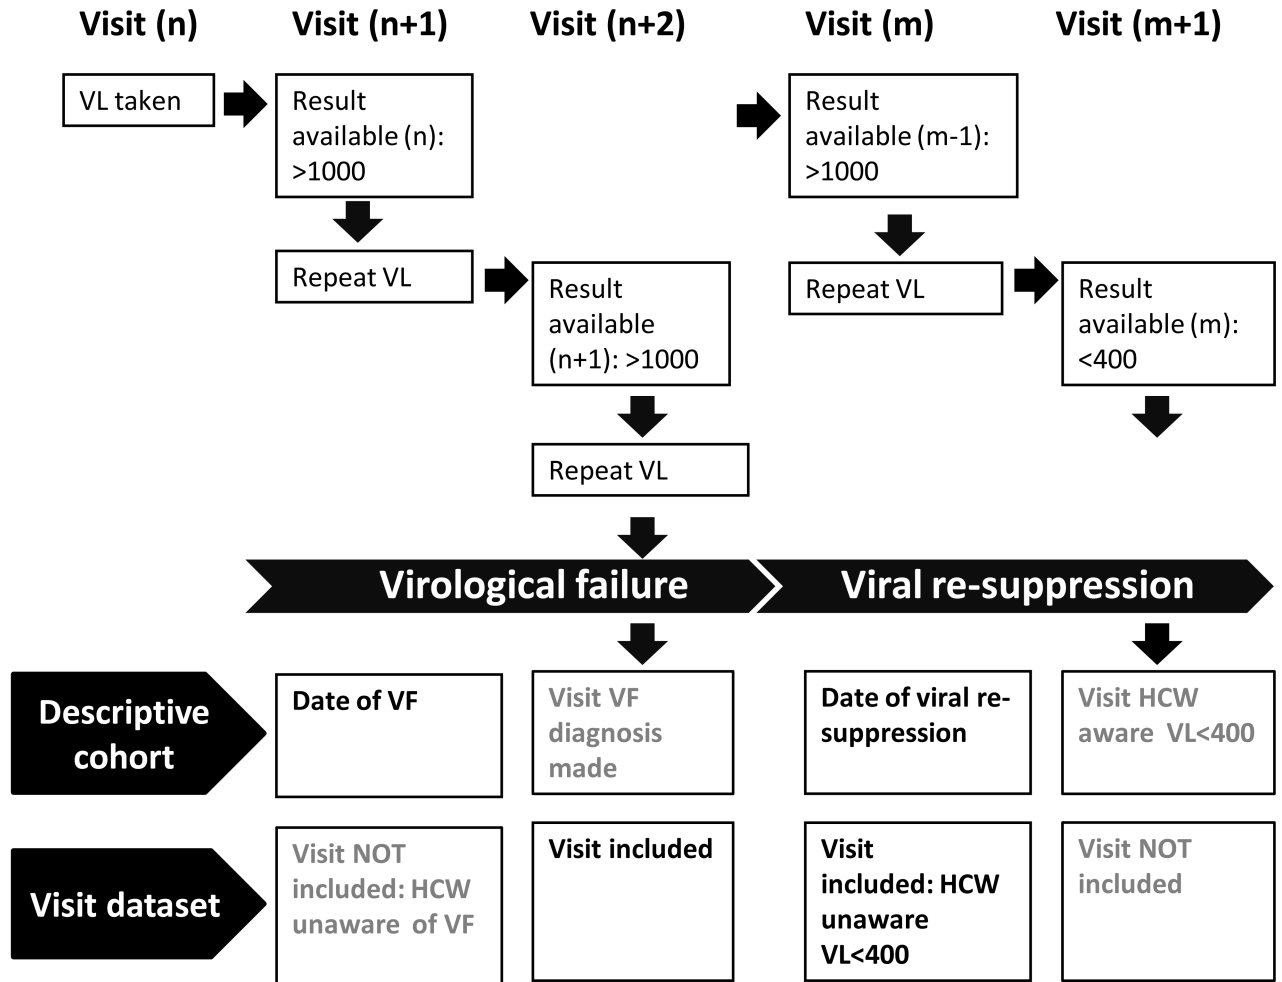 Visit (n)
Visit (n+1)
Visit (n+2)
Visit (m)
Visit (m+1)
VL taken
Result
available (n):
>1000
Result
available (m-1):
>1000
Repeat VL
Result
available
(n+1): >1000
Repeat VL
Result
available (m):
<400
Repeat VL
Virological failure
Viral re-suppression
Descriptive
cohort
Date of VF
Visit VF
diagnosis
made
Date of viral re-
suppression
Visit HCW
aware VL<400
Visit dataset
Visit NOT
included: HCW
unaware of VF
Visit included
Visit
included: HCW
unaware
VL<400
Visit NOT
included